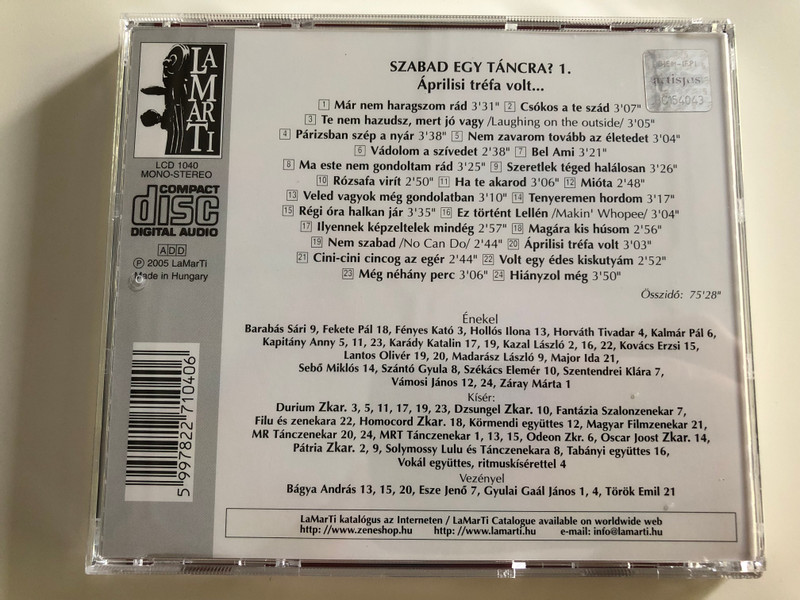 LA
MAR
TI
LCD 1040
MONO-STEREO
COMPACT
disc
DIGITAL AUDIO
ADD
℗ 2005 LaMarTi
Made in Hungary
5 997822 710406
SZABAD EGY TÁNCRA? 1.
Áprilisi tréfa volt...
artisjus
1 Már nem haragszom rád 3'31" 2 Csókos a te szád 3'07"
3 Te nem hazudsz, mert jó vagy /Laughing on the outside/ 3'05"
4 Párizsban szép a nyár 3'38" 5 Nem zavarom tovább az életedet 3'04"
6 Vádolom a szívedet 2'38" 7 Bel Ami 3'21"
8 Ma este nem gondoltam rád 3'25" 9 Szeretlek téged halálosan 3'26"
10 Rózsafa virít 2'50" 11 Ha te akarod 3'06" 12 Mióta 2'48"
13 Veled vagyok még gondolatban 3'10" 14 Tenyeremen hordom 3'17"
15 Régi óra halkan jár 3'35" 16 Ez történt Lellén /Makin' Whopee/ 3'04"
17 Ilyennek képzeltelek mindég 2'57" 18 Magára kis húsom 2'56"
19 Nem szabad /No Can Do/ 2'44" 20 Áprilisi tréfa volt 3'03"
21 Cini-cini cincog az egér 2'44" 22 Volt egy édes kiskutyám 2'52"
23 Még néhány perc 3'06" 24 Hiányzol még 3'50"
Összidő: 75'28"
Énekel
Barabás Sári 9, Fekete Pál 18, Fényes Kató 3, Hollós Ilona 13, Horváth Tivadar 4, Kalmár Pál 6,
Kapitány Anny 5, 11, 23, Karády Katalin 17, 19, Kazal László 2, 16, 22, Kovács Erzsi 15,
Lantos Olivér 19, 20, Madarász László 9, Major Ida 21,
Sebő Miklós 14, Szántó Gyula 8, Székács Elemér 10, Szentendrei Klára 7,
Vámosi János 12, 24, Záray Márta 1
Kísér:
Durium Zkar. 3, 5, 11, 17, 19, 23, Dzsungel Zkar. 10, Fantázia Szalonzenekar 7,
Filu és zenekara 22, Homocord Zkar. 18, Körmendi együttes 12, Magyar Filmzenekar 21,
MR Tánczenekar 20, 24, MRT Tánczenekar 1, 13, 15, Odeon Zkr. 6, Oscar Joost Zkar. 14,
Pátria Zkar. 2, 9, Solymossy Lulu és Tánczenekara 8, Tabányi együttes 16,
Vokál együttes, ritmuskísérettel 4
Vezényel
Bágya András 13, 15, 20, Esze Jenő 7, Gyulai Gaál János 1, 4, Török Emil 21
LaMarTi katalógus az Interneten / LaMarTi Catalogue available on worldwide web
http: //www.zeneshop.hu http: //www.lamarti.hu e-mail: info@lamarti.hu